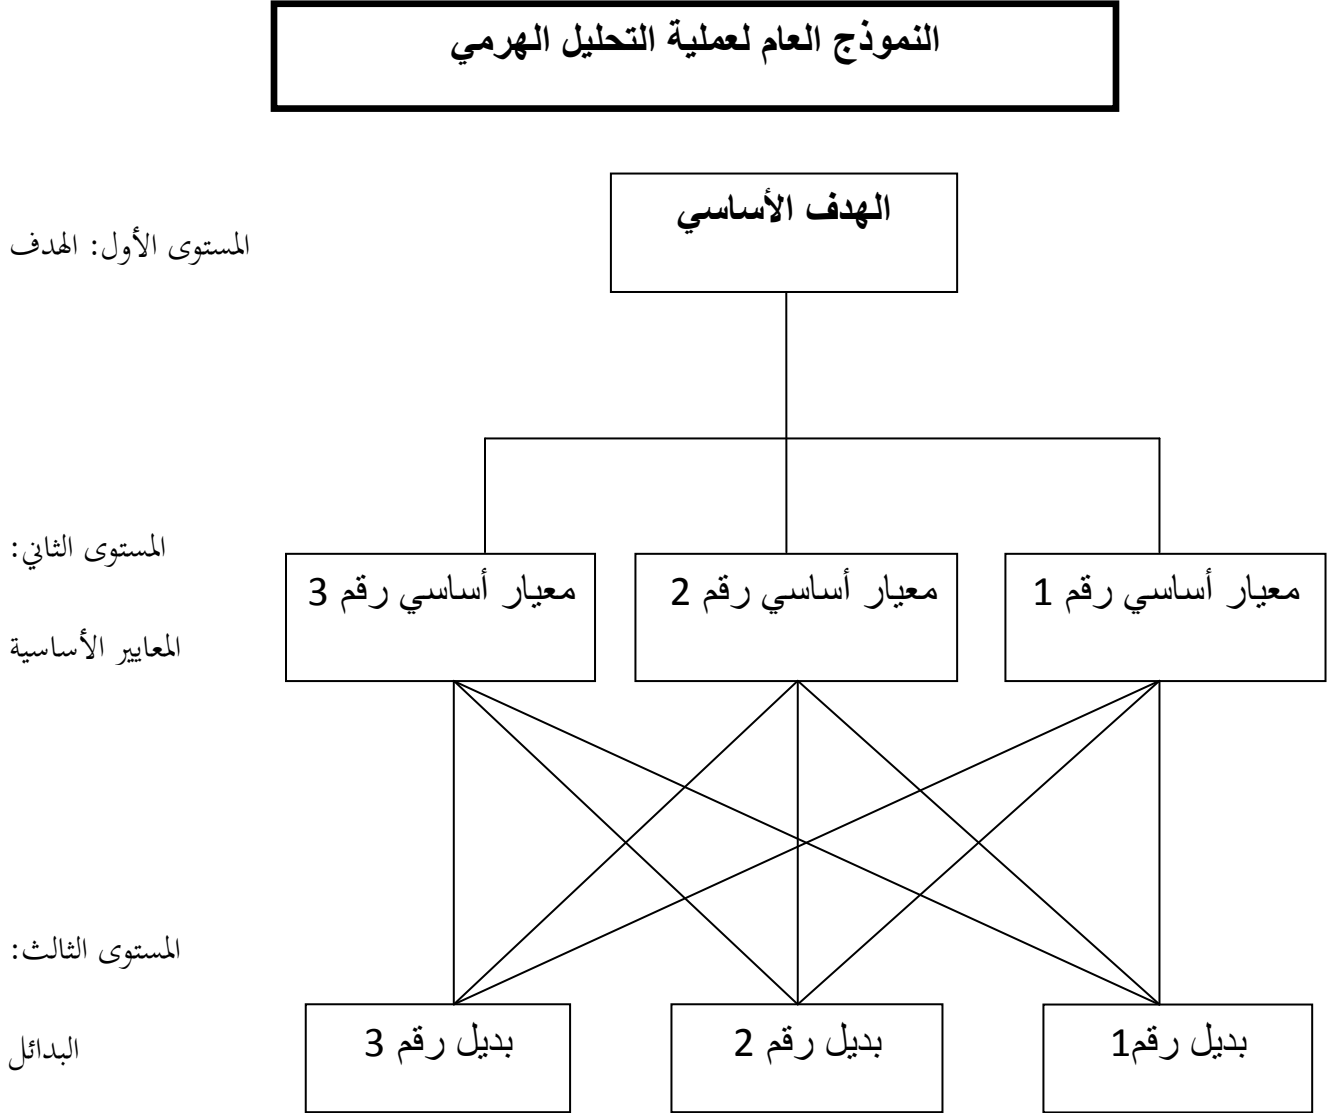 النموذج العام لعملية التحليل الهرمي
الهدف الأساسي
المستوى الأول: الهدف
المستوى الثاني:
معيار أساسي رقم 1
معيار أساسي رقم 2
معيار أساسي رقم 3
المعايير الأساسية
المستوى الثالث:
بديل رقم1
بديل رقم 2
بديل رقم 3
البدائل